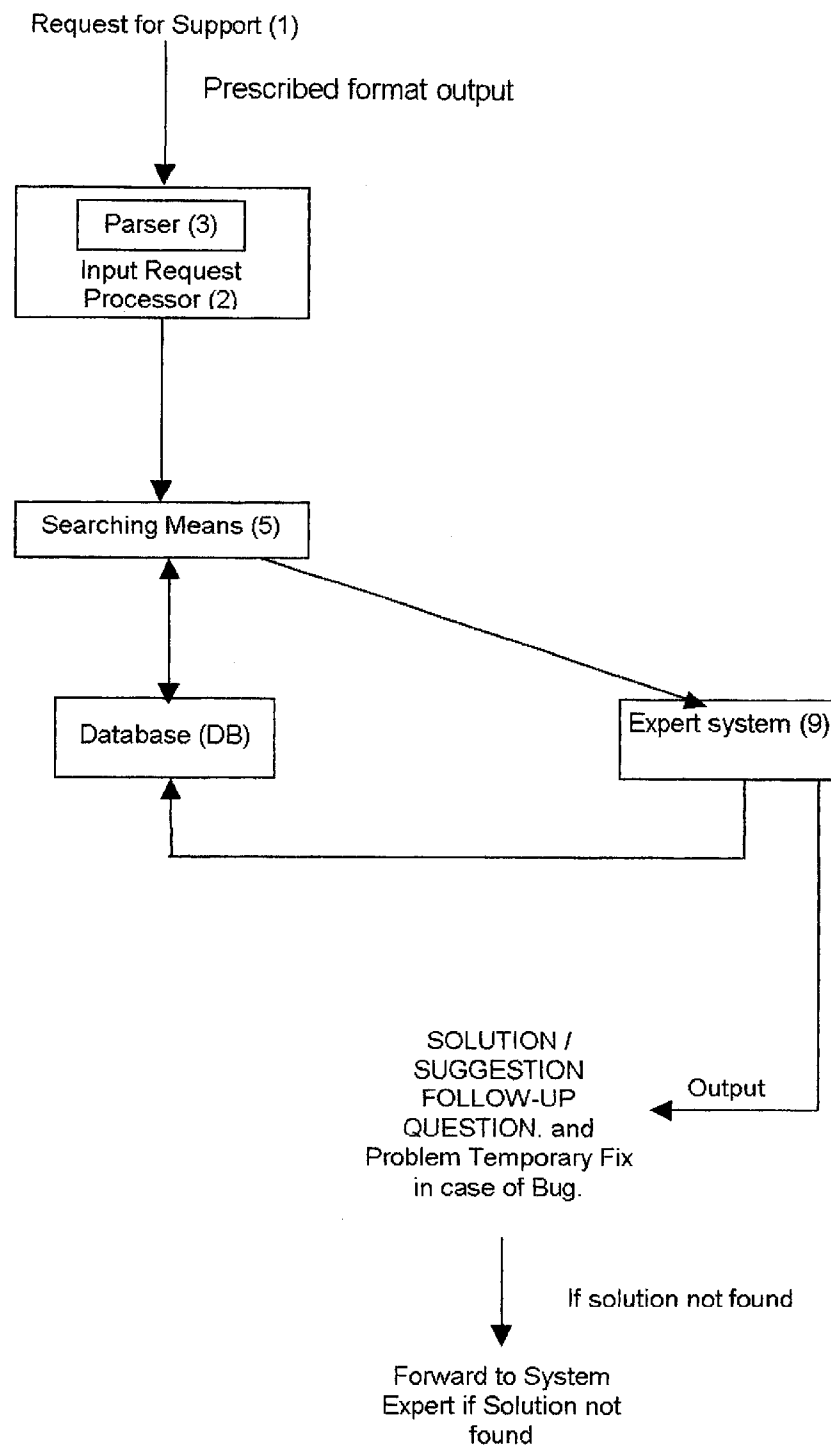 Request for Support (1)
Prescribed format output
Parser (3)
Input Request
Processor (2)
Searching Means (5)
Database (DB)
Expert system (9)
SOLUTION /
SUGGESTION
FOLLOW-UP
QUESTION. and
Problem Temporary Fix
in case of Bug.
Output
If solution not found
Forward to System
Expert if Solution not
found